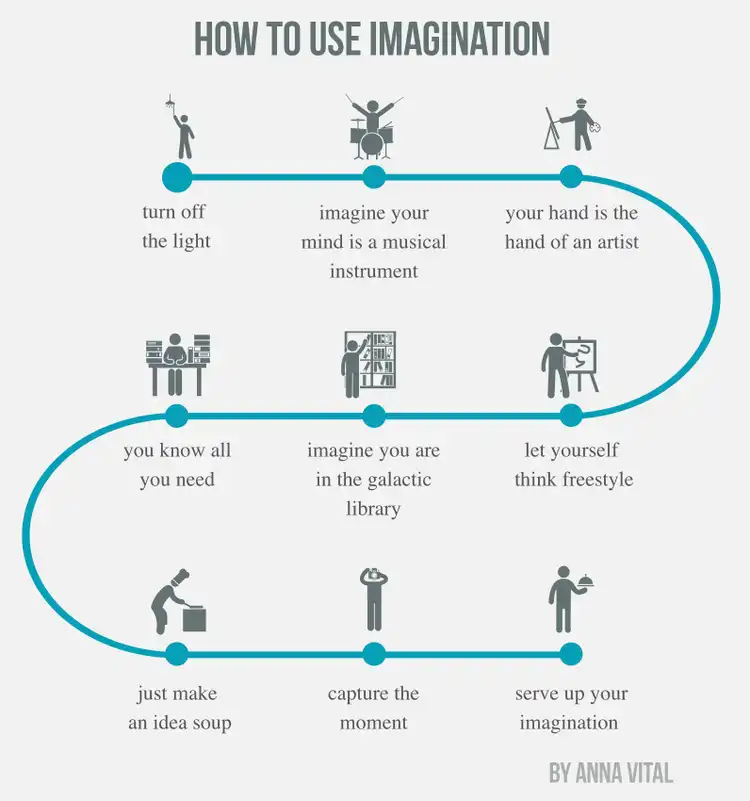 HOW TO USE IMAGINATION
turn off
the light
imagine your
mind is a musical
instrument
your hand is the
hand of an artist
let yourself
think freestyle
imagine you are
in the galactic
library
you know all
you need
just make
an idea soup
capture the
moment
serve up your
imagination
BY ANNA VITAL